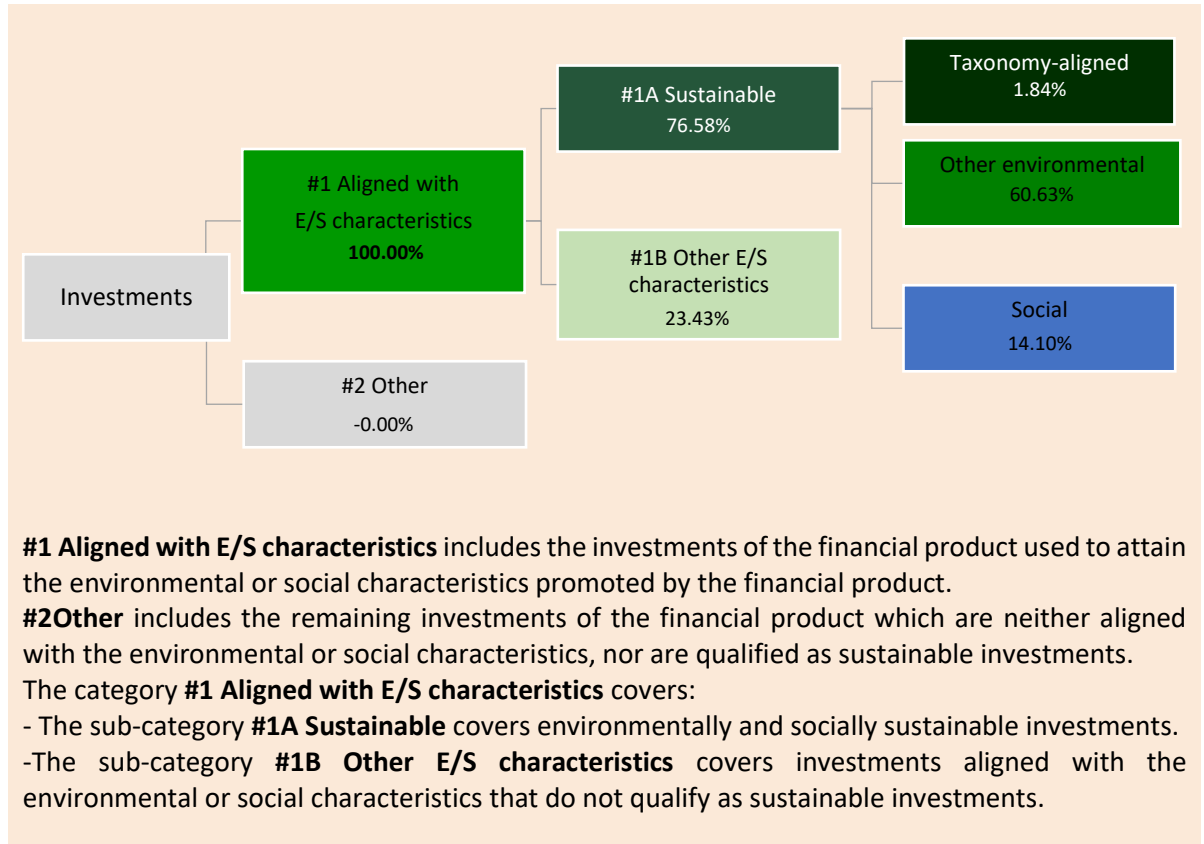 Investments
#1 Aligned with
E/S characteristics
100.00%
#2 Other
-0.00%
#1A Sustainable
76.58%
#1B Other E/S
characteristics
23.43%
Taxonomy-aligned
1.84%
Other environmental
60.63%
Social
14.10%
#1 Aligned with E/S characteristics includes the investments of the financial product used to attain
the environmental or social characteristics promoted by the financial product.
#2Other includes the remaining investments of the financial product which are neither aligned
with the environmental or social characteristics, nor are qualified as sustainable investments.
The category #1 Aligned with E/S characteristics covers:
- The sub-category #1A Sustainable covers environmentally and socially sustainable investments.
-The sub-category #1B Other E/S characteristics covers investments aligned with the
environmental or social characteristics that do not qualify as sustainable investments.